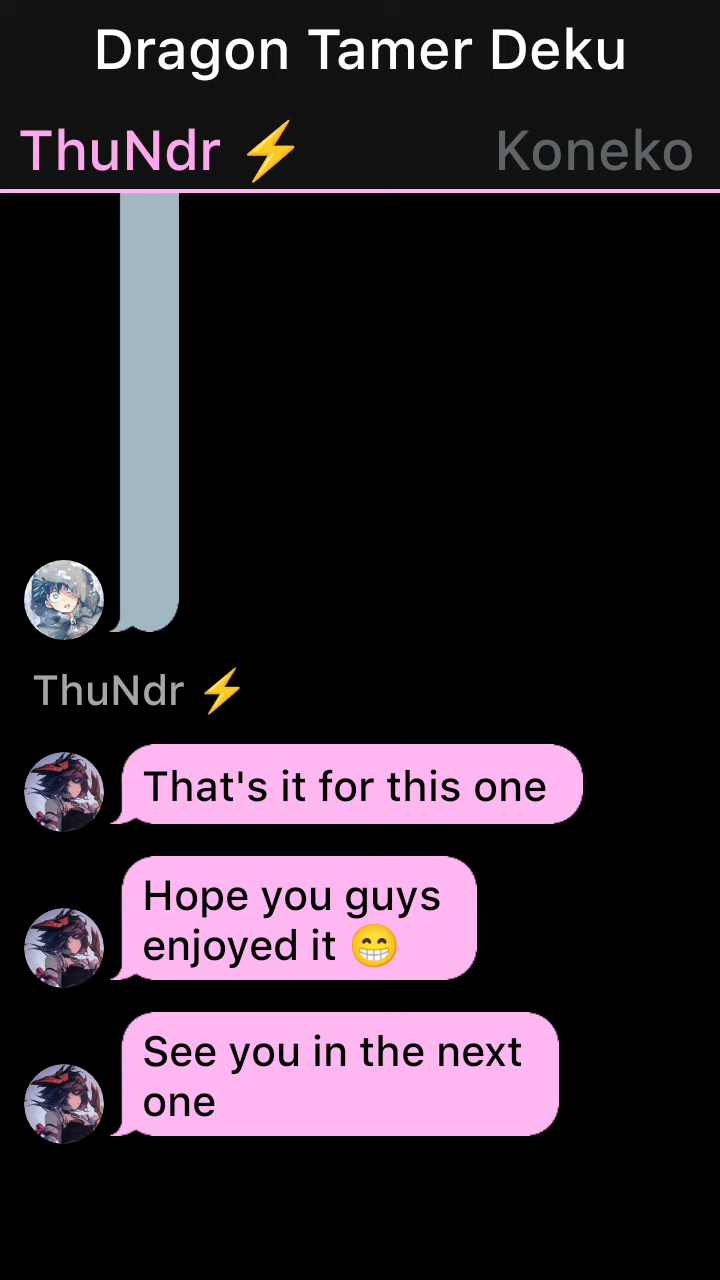 Dragon Tamer Deku
ThuNdr ⚡ Koneko
ThuNdr ⚡
That's it for this one
Hope you guys
enjoyed it 😁
See you in the next
one